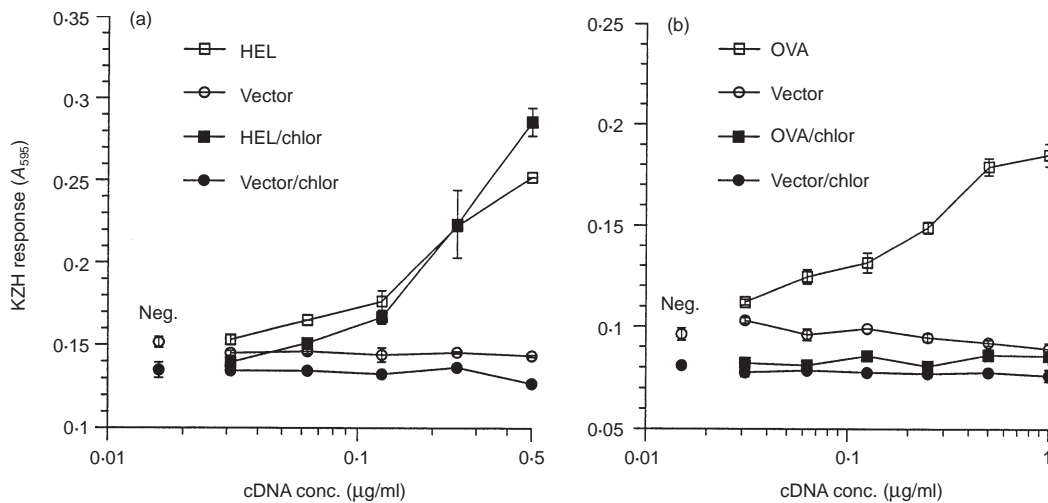 (a)
0·35
0·3
0·25
0·2
0·15
0·1
KZH response (A595)
HEL
Vector
HEL/chlor
Vector/chlor
Neg.
0·01
0·1
0·5
cDNA conc. (µg/ml)
(b)
0·25
0·2
0·15
0·1
0·05
OVA
Vector
OVA/chlor
Vector/chlor
Neg.
0·01
0·1
1
cDNA conc. (µg/ml)